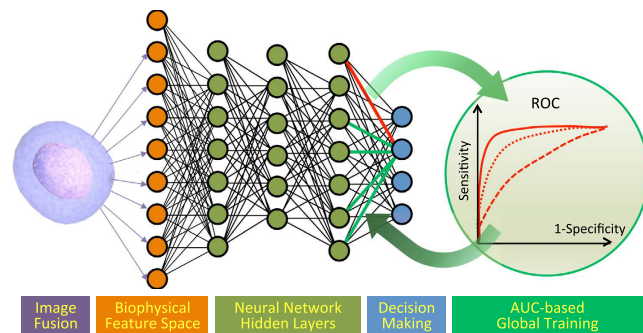 ROC
Sensitivity
1-Specificity
Image
Fusion
Biophysical
Feature Space
Neural Network
Hidden Layers
Decision
Making
AUC-based
Global Training